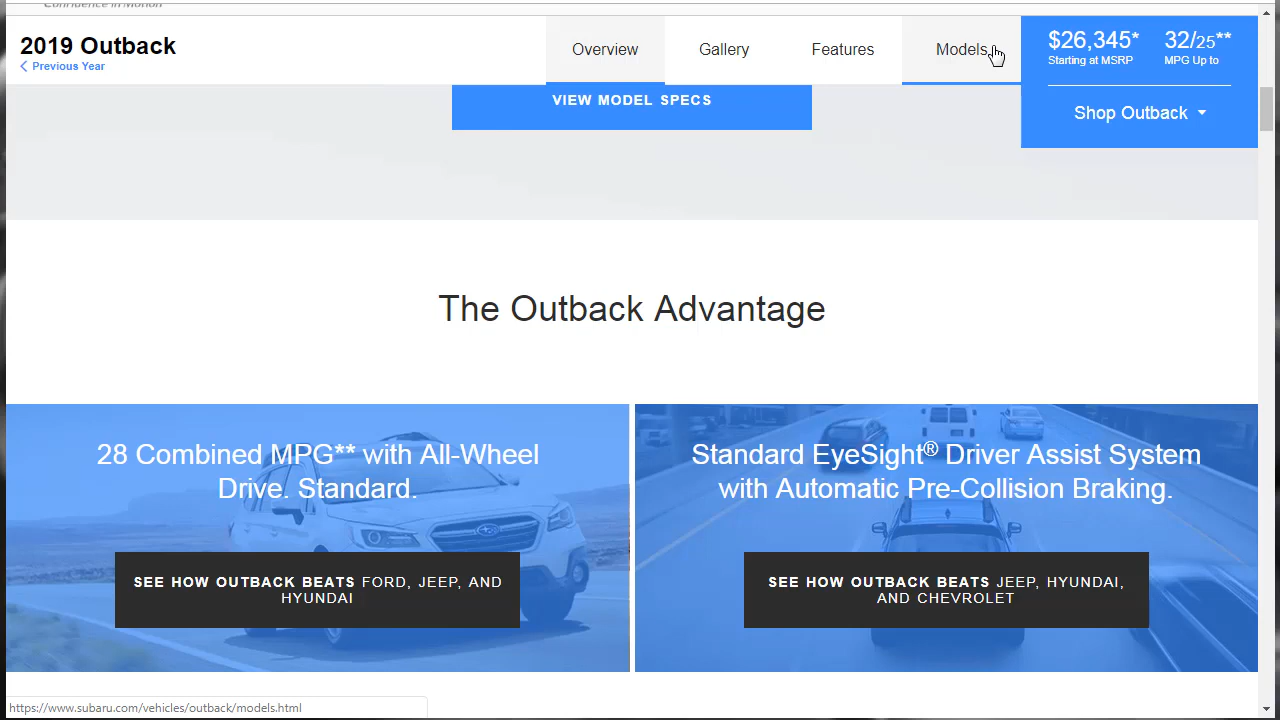 Confidence in Motion
2019 Outback
Previous Year
Overview
Gallery
Features
Models
$26,345*
Starting at MSRP
32/25**
MPG Up to
Shop Outback
VIEW MODEL SPECS
The Outback Advantage
28 Combined MPG** with All-Wheel
Drive. Standard.
SEE HOW OUTBACK BEATS FORD, JEEP, AND
HYUNDAI
Standard EyeSight® Driver Assist System
with Automatic Pre-Collision Braking.
SEE HOW OUTBACK BEATS JEEP, HYUNDAI,
AND CHEVROLET
https://www.subaru.com/vehicles/outback/models.html